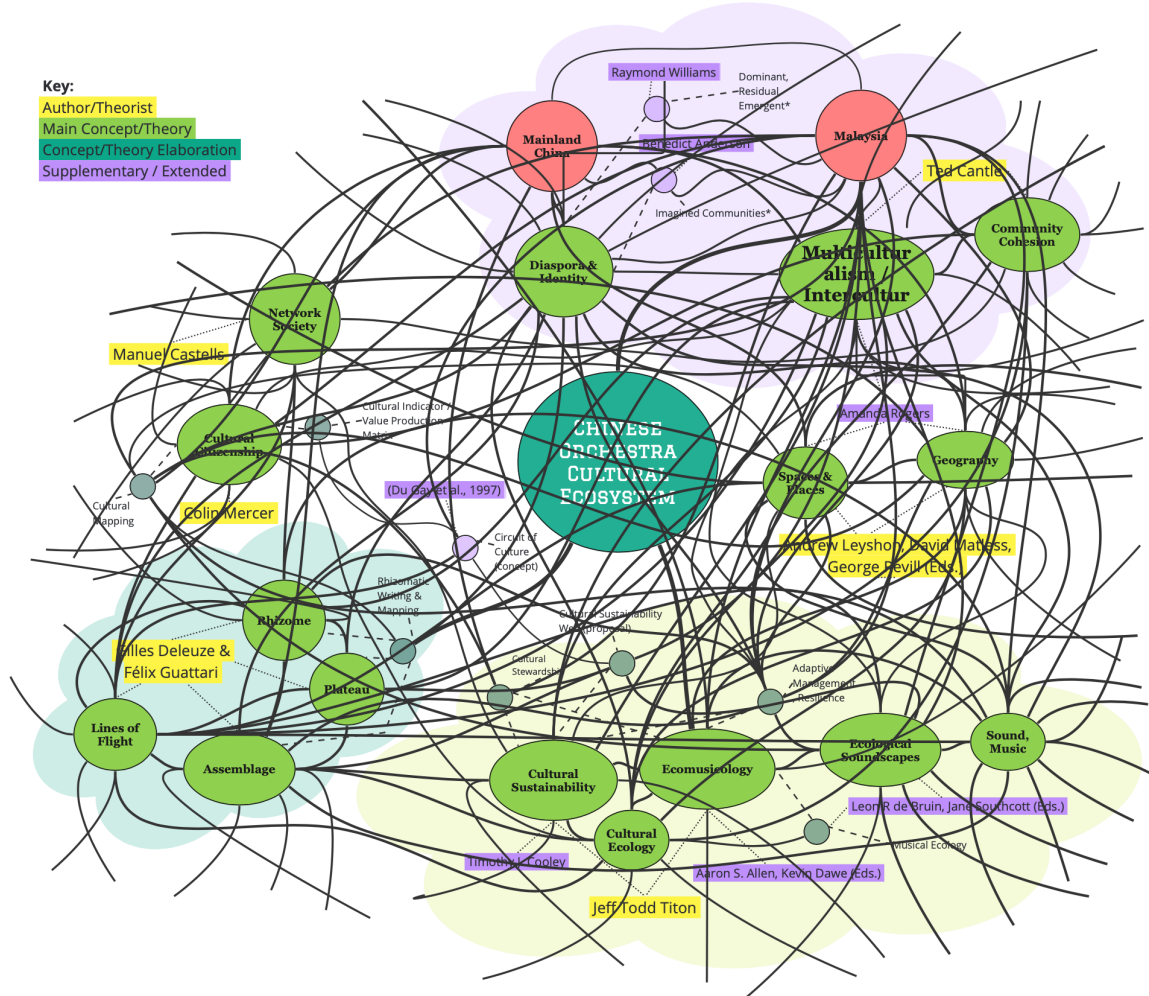 Key:
Author/Theorist
Main Concept/Theory
Concept/Theory Elaboration
Supplementary / Extended
Raymond Williams
Dominant,
Residual
Emergent*
Mainland
China
Benedict Anderson
Malaysia
Ted Cantle
Imagined Communities*
Community
Cohesion
Diaspora &
Identity
Multicultur
alism /
Intercultur
Network
Society
Manuel Castells
Cultural Indicator /
Value Production
Matrix
Amanda Rogers
Cultural
Citizenship
Chinese
Orchestra
Cultural
Ecosystem
Geography
Spaces &
Places
(Du Gay et al., 1997)
Cultural
Mapping
Colin Mercer
Circuit of
Culture
(concept)
Andrew Leyshon, David Matless,
George Revill (Eds.)
Rhizomatic
Writing &
Mapping
Rhizome
Cultural Sustainability
Web (proposal)
Gilles Deleuze &
Félix Guattari
Cultural
Stewardship
Adaptive
Management
, Resilience
Plateau
Lines of
Flight
Assemblage
Cultural
Sustainability
Ecomusicology
Ecological
Soundscapes
Sound,
Music
Leon R de Bruin, Jane Southcott (Eds.)
Cultural
Ecology
Musical Ecology
Timothy J. Cooley
Aaron S. Allen, Kevin Dawe (Eds.)
Jeff Todd Titon